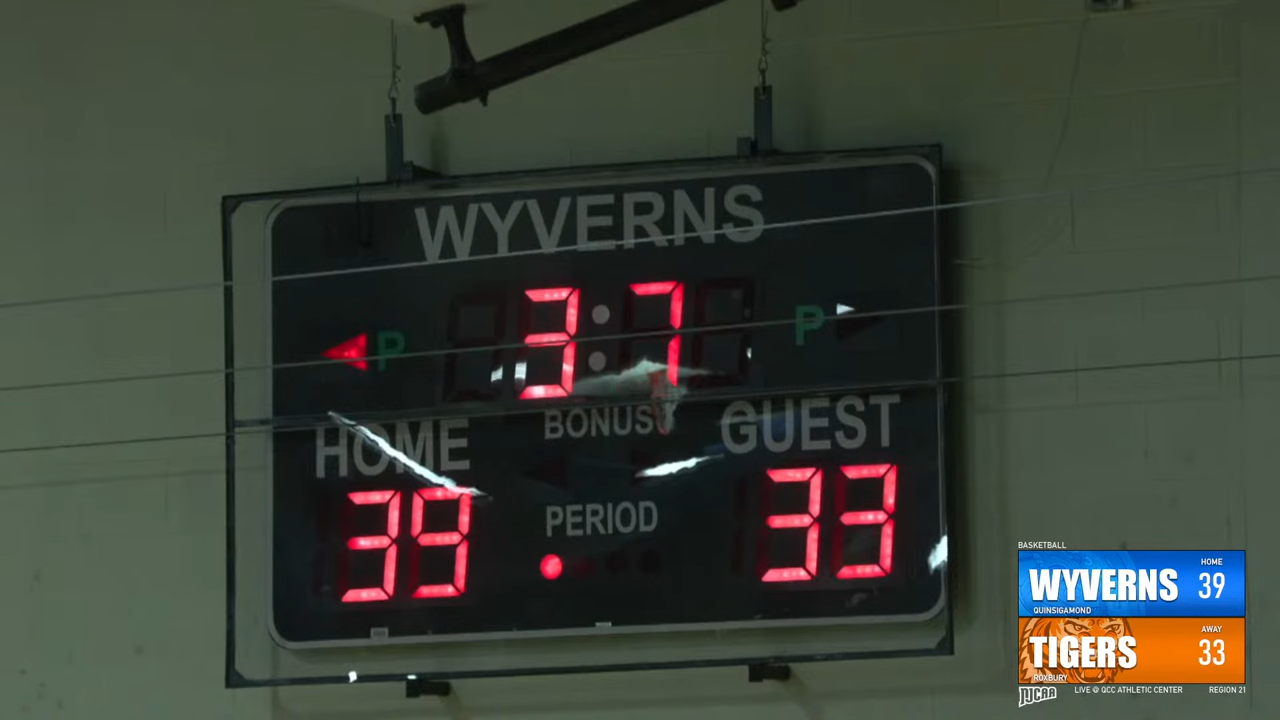 WYVERNS
3 7
P
P
BONUS
HOME
GUEST
39
33
PERIOD
BASKETBALL
WYVERNS
HOME
39
QUINSIGAMOND
TIGERS
AWAY
33
ROXBURY
NJCAA
LIVE @ QCC ATHLETIC CENTER
REGION 21